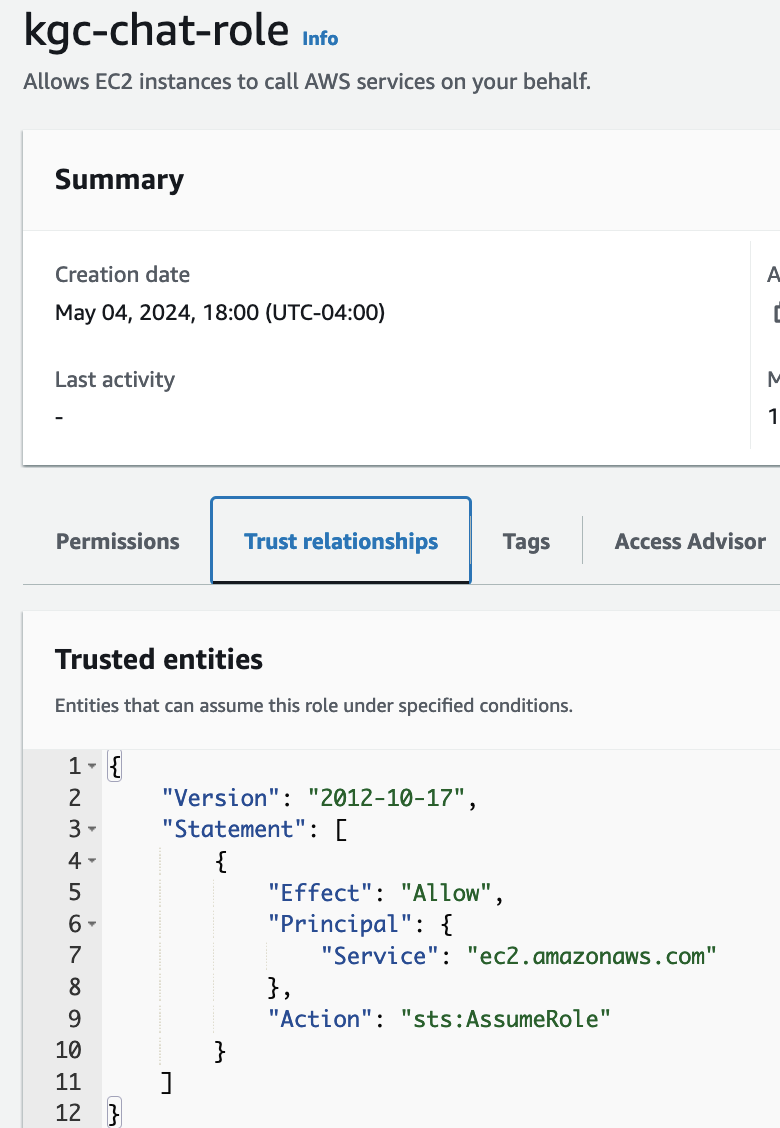 kgc-chat-role Info
Allows EC2 instances to call AWS services on your behalf.
Summary
Creation date
May 04, 2024, 18:00 (UTC-04:00)
Last activity
-
A
M
1
Permissions Trust relationships Tags Access Advisor
Trusted entities
Entities that can assume this role under specified conditions.
1 {
2 "Version": "2012-10-17",
3 "Statement": [
4 {
5 "Effect": "Allow",
6 "Principal": {
7 "Service": "ec2.amazonaws.com"
8 },
9 "Action": "sts:AssumeRole"
10 }
11 ]
12 }